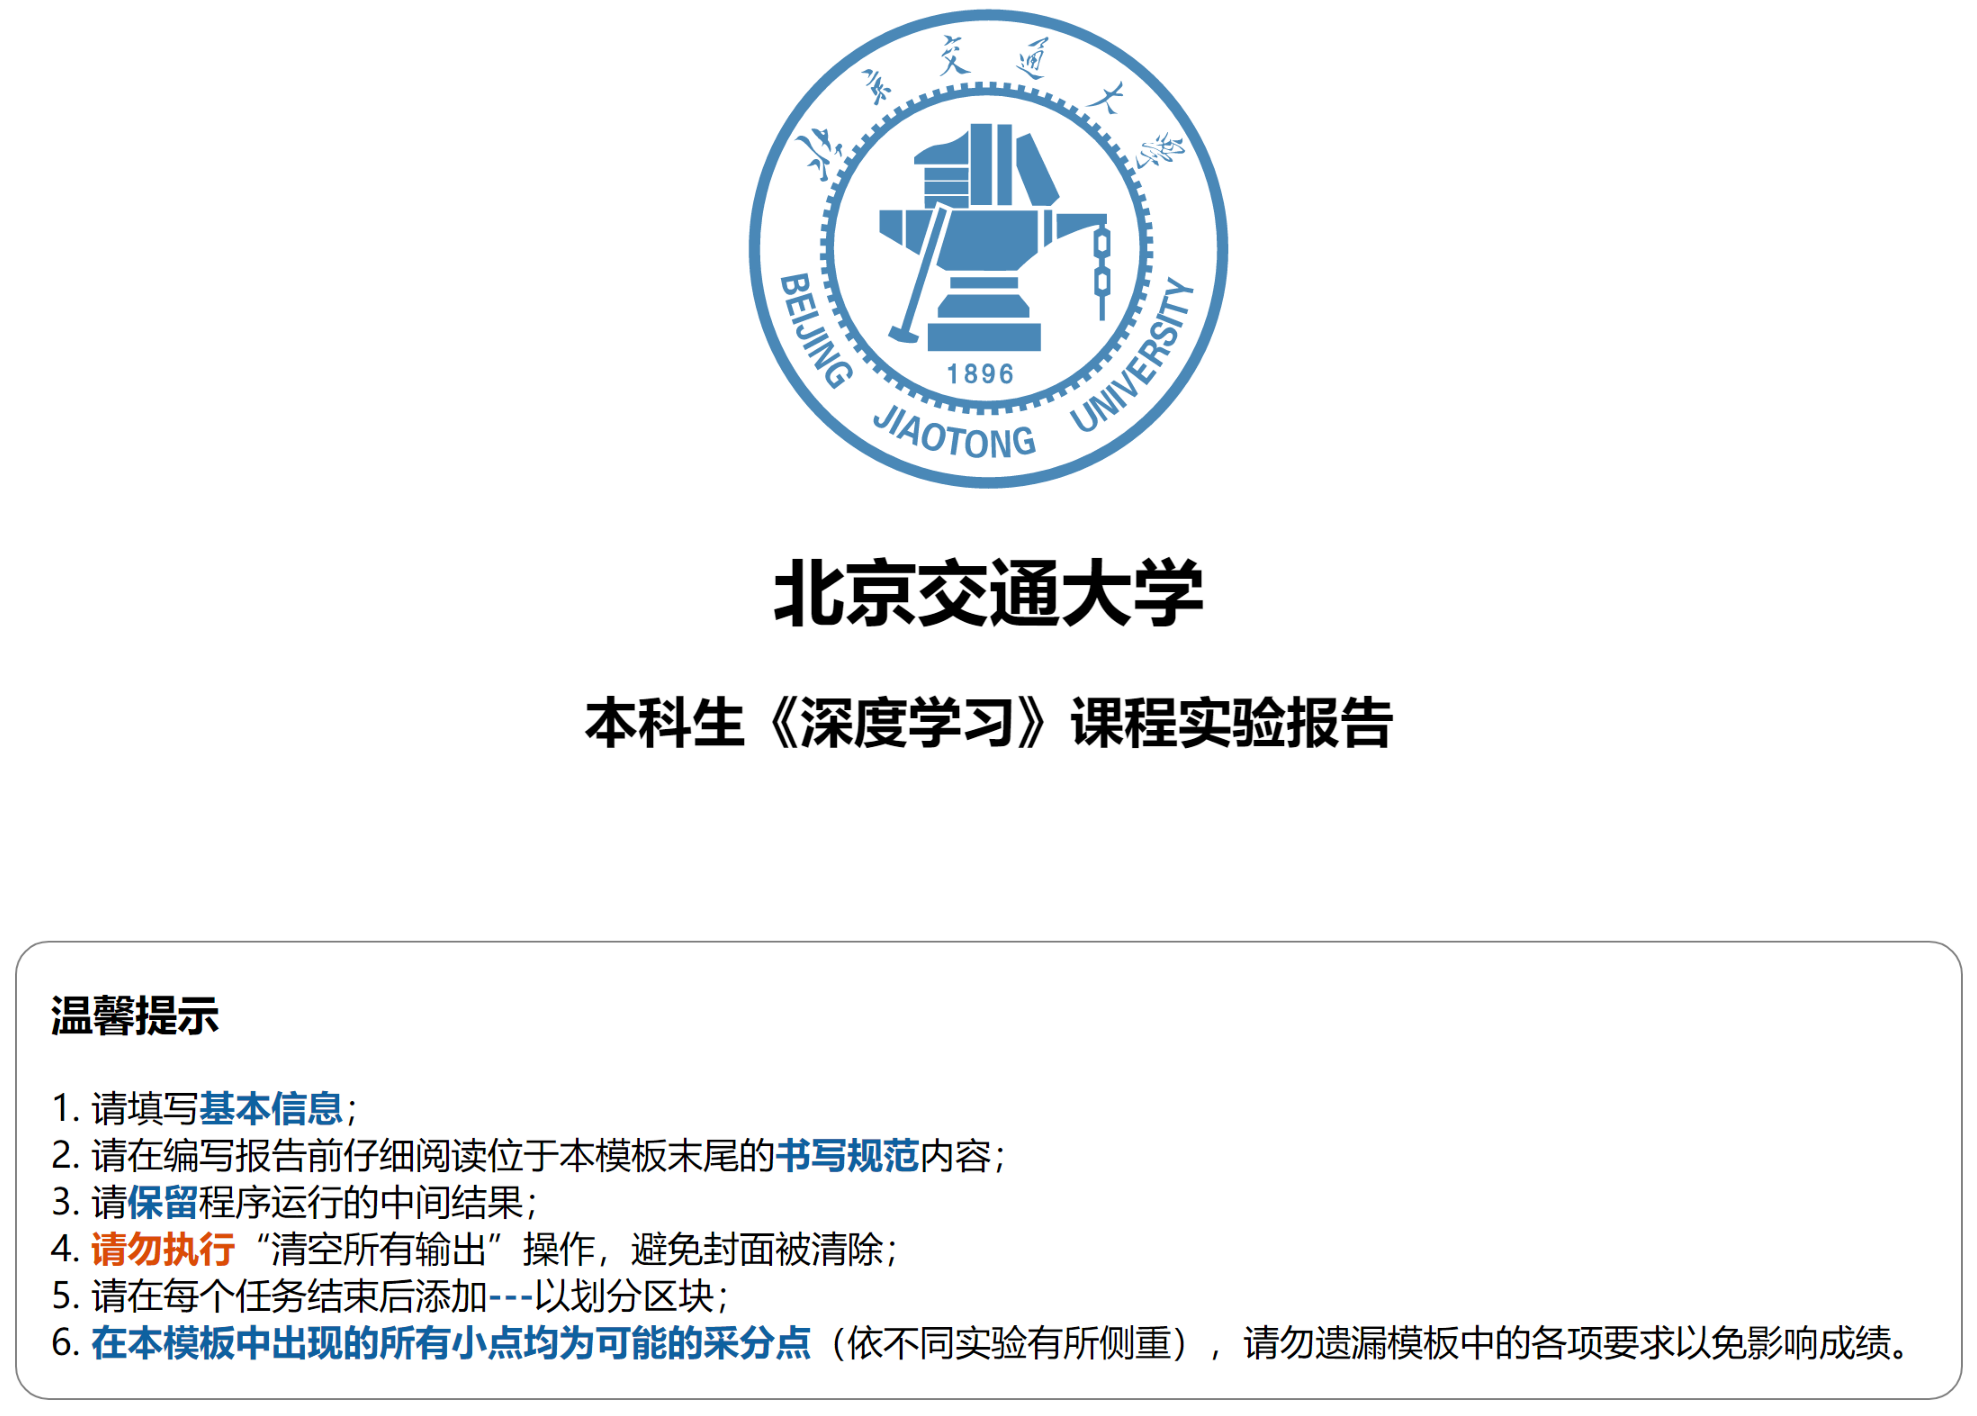 北京交通大学
1896
BEIJING JIAOTONG UNIVERSITY
北京交通大学
本科生《深度学习》课程实验报告
温馨提示
1. 请填写基本信息；
2. 请在编写报告前仔细阅读位于本模板末尾的书写规范内容；
3. 请保留程序运行的中间结果；
4. 请勿执行“清空所有输出”操作，避免封面被清除；
5. 请在每个任务结束后添加---以划分区块；
6. 在本模板中出现的所有小点均为可能的采分点（依不同实验有所侧重），请勿遗漏模板中的各项要求以免影响成绩。